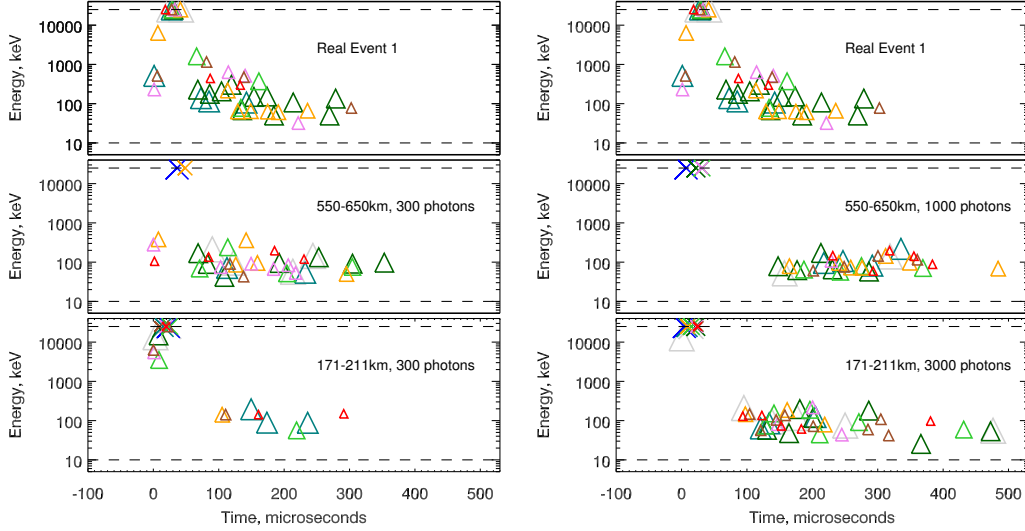 10000
1000
100
10
Energy, keV
Real Event 1
10000
1000
100
10
Energy, keV
Real Event 1
10000
1000
100
10
Energy, keV
550-650km, 300 photons
10000
1000
100
10
Energy, keV
550-650km, 1000 photons
10000
1000
100
10
Energy, keV
171-211km, 300 photons
10000
1000
100
10
Energy, keV
171-211km, 3000 photons
-100 0 100 200 300 400 500
-100 0 100 200 300 400 500
Time, microseconds
Time, microseconds